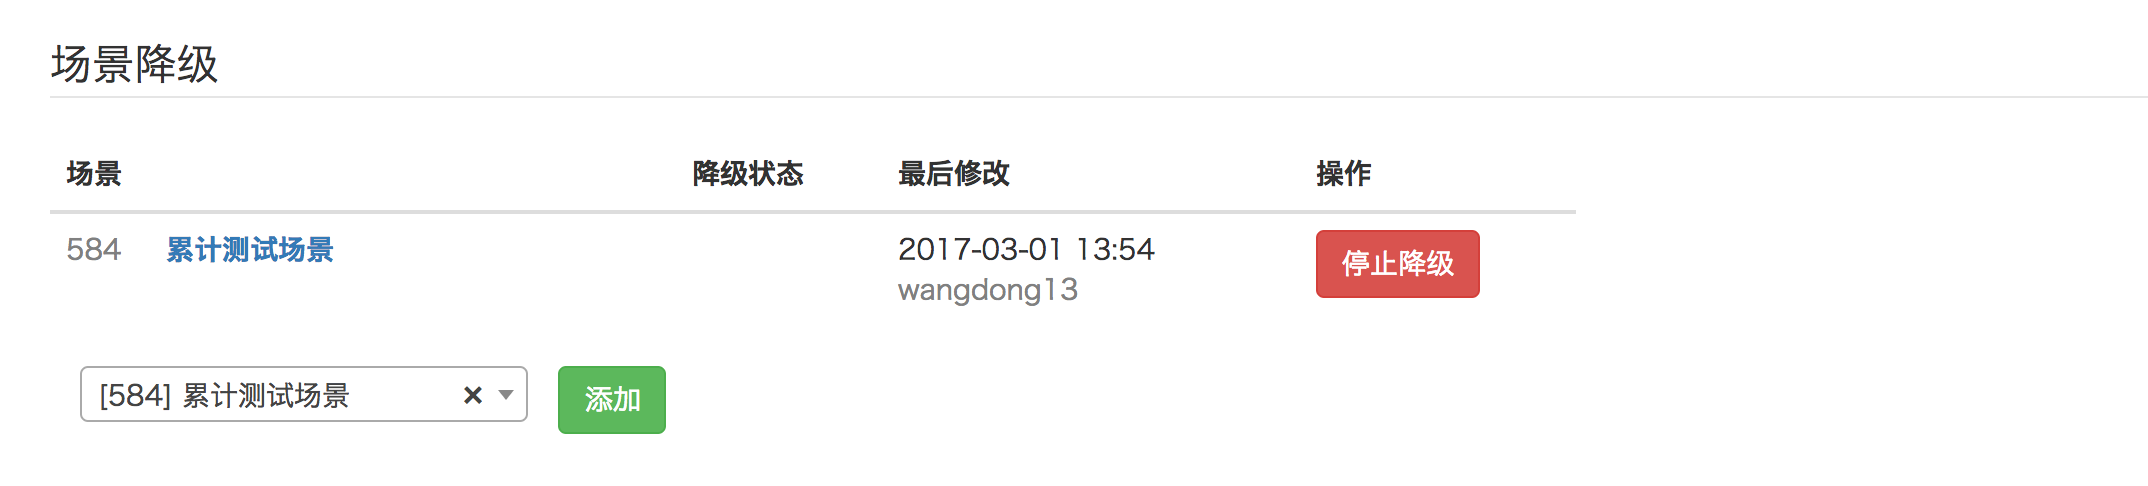 场景降级
场景 降级状态 最后修改 操作
584 累计测试场景 2017-03-01 13:54 停止降级
wangdong13
[584] 累计测试场景 × 添加